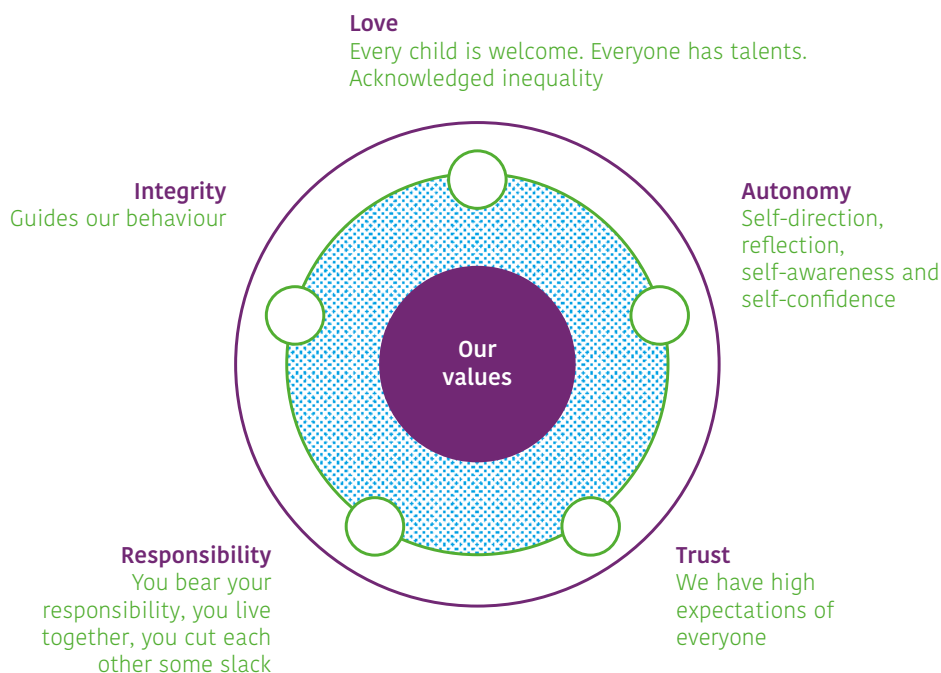 Love
Every child is welcome. Everyone has talents.
Acknowledged inequality
Integrity
Guides our behaviour
Autonomy
Self-direction,
reflection,
self-awareness and
self-confidence
Our
values
Responsibility
You bear your
responsibility, you live
together, you cut each
other some slack
Trust
We have high
expectations of
everyone